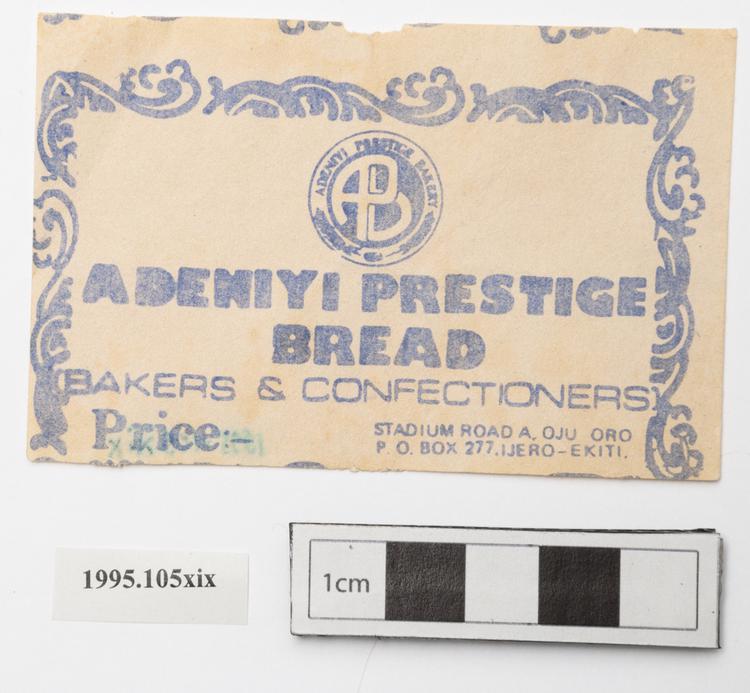 ADENIYI PRESTIGE BAKERY
APB
ADENIYI PRESTIGE
BREAD
(BAKERS & CONFECTIONERS)
Price:-
STADIUM ROAD A, OJU ORO
P. O. BOX 277, IJERO-EKITI.
1995.105xix
1cm